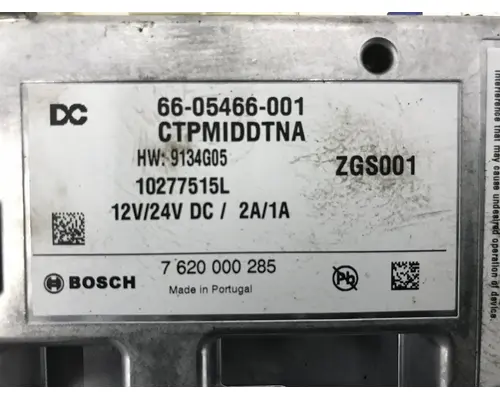 DC
66-05466-001
CTPMIDDTNA
HW: 9134G05
ZGS001
10277515L
12V/24V DC / 2A/1A
BOSCH
7 620 000 285
Made in Portugal
Pb
Interference that may
cause undesired operation
of device.